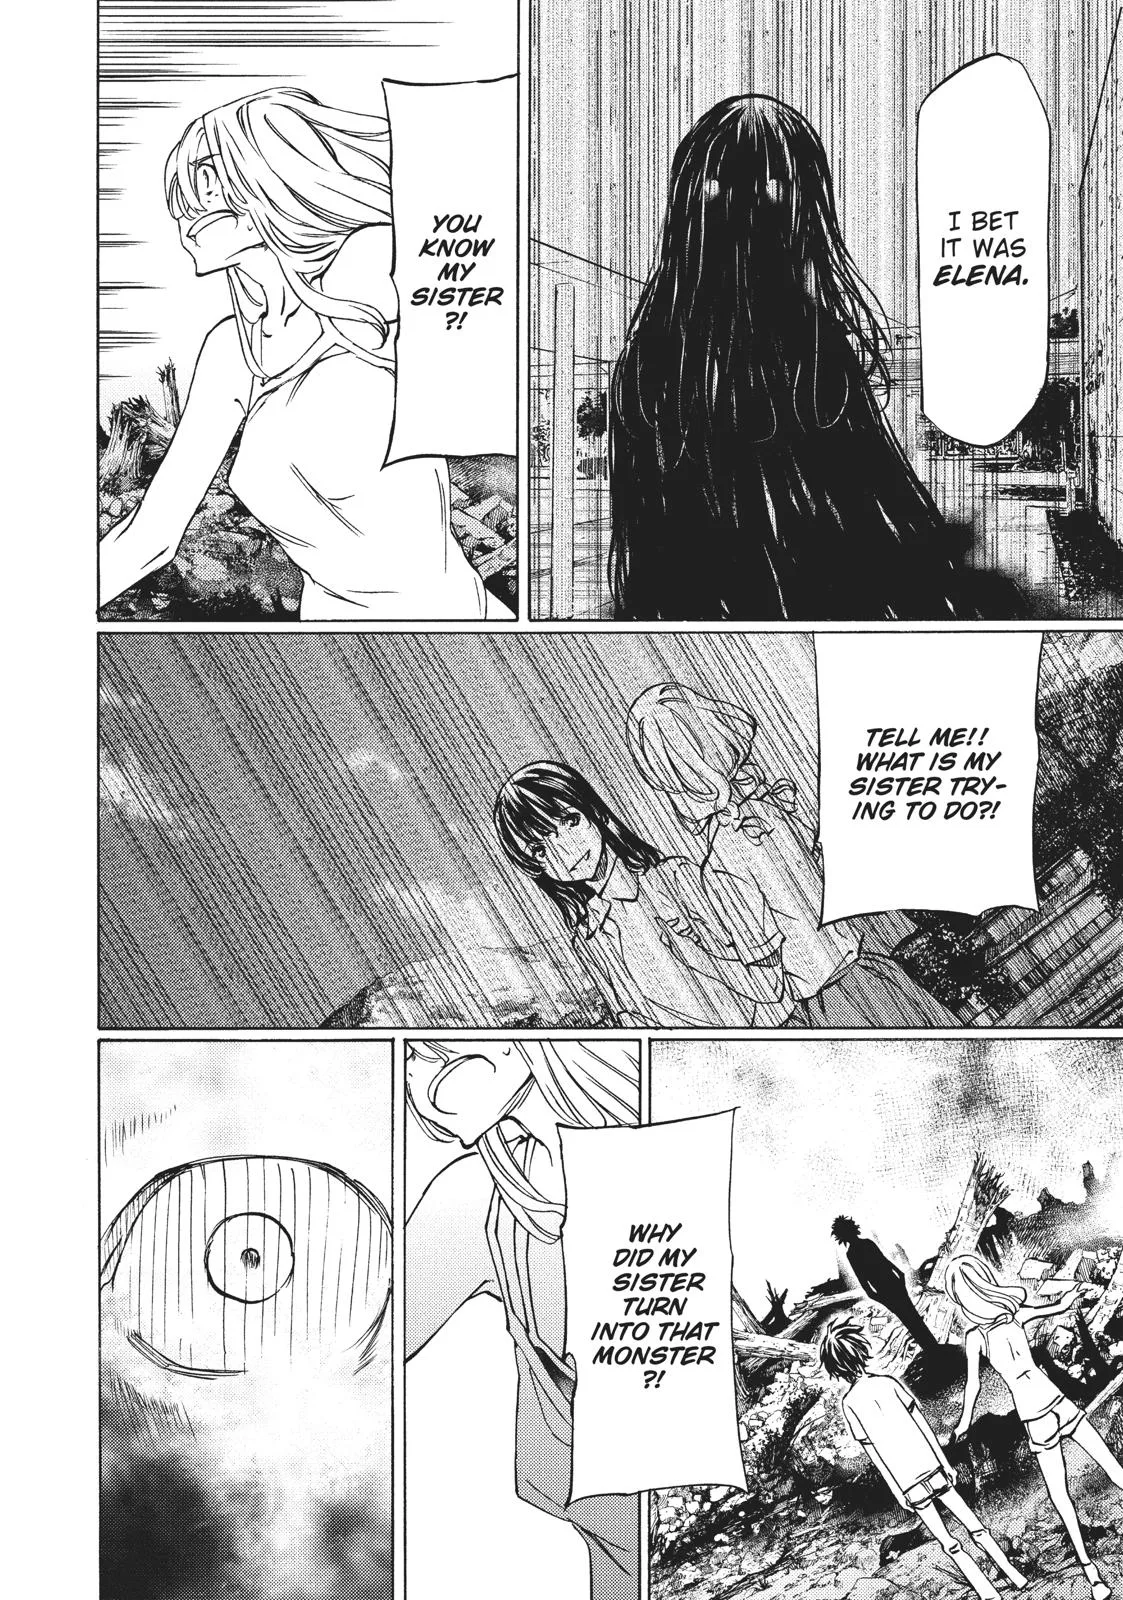 I BET
IT WAS
ELENA.
YOU
KNOW
MY
SISTER
?!
TELL ME!!
WHAT IS MY
SISTER TRY-
ING TO DO?!
WHY
DID MY
SISTER
TURN
INTO THAT
MONSTER
?!